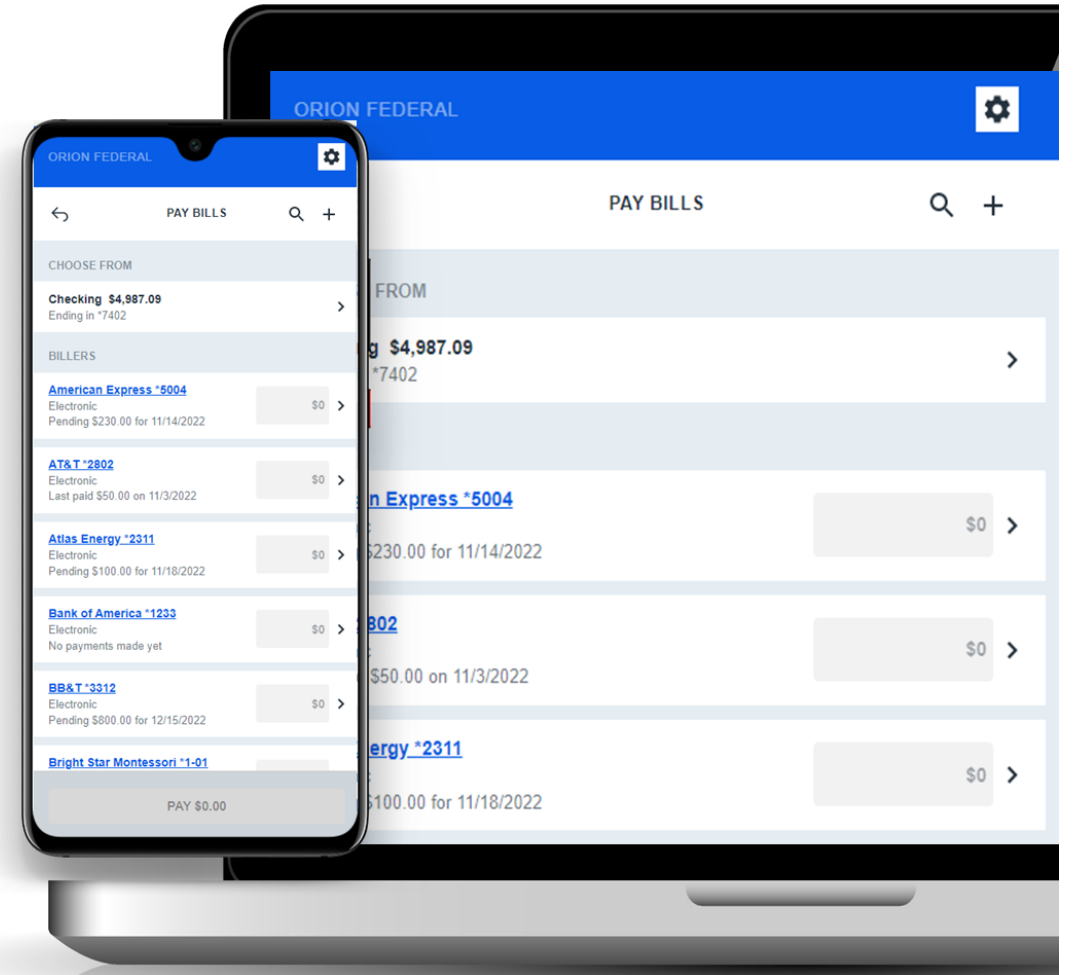 ORION FEDERAL
PAY BILLS
CHOOSE FROM
Checking $4,987.09
Ending in *7402
BILLERS
American Express *5004
Electronic
$0
Pending $230.00 for 11/14/2022
AT&T *2802
Electronic
$0
Last paid $50.00 on 11/3/2022
Atlas Energy *2311
Electronic
$0
Pending $100.00 for 11/18/2022
Bank of America *1233
Electronic
$0
No payments made yet
BB&T *3312
Electronic
$0
Pending $800.00 for 12/15/2022
Bright Star Montessori *1-01
PAY $0.00
ORION FEDERAL
PAY BILLS
FROM
g $4,987.09
*7402
n Express *5004
$0
$230.00 for 11/14/2022
802
$0
$50.00 on 11/3/2022
ergy *2311
$0
$100.00 for 11/18/2022